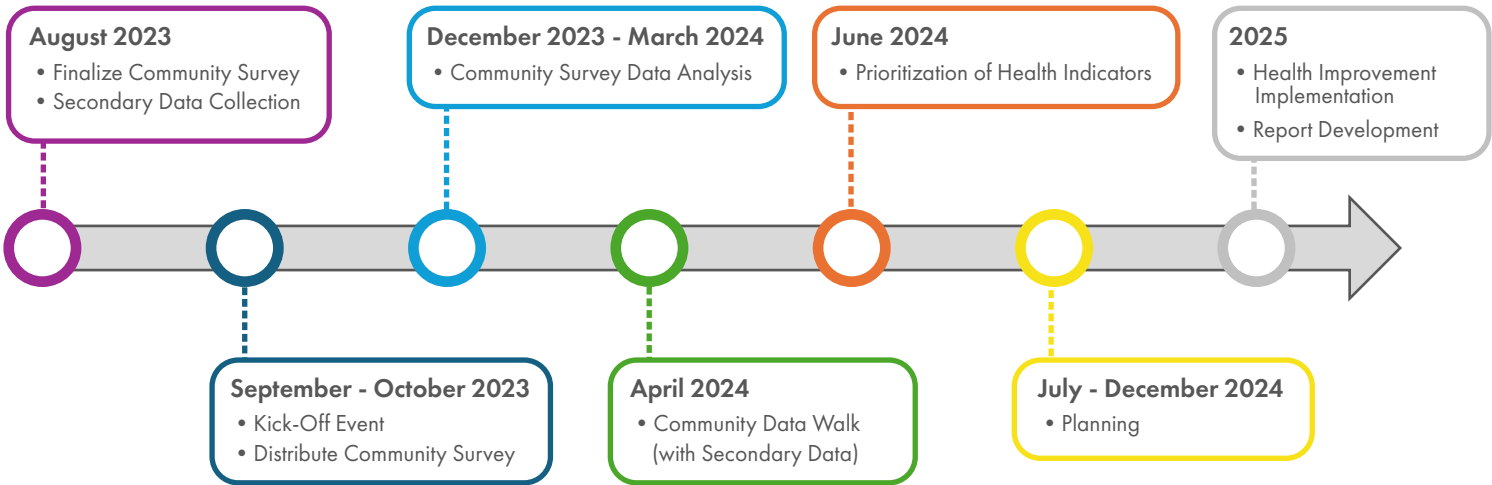 August 2023
• Finalize Community Survey
• Secondary Data Collection
September - October 2023
• Kick-Off Event
• Distribute Community Survey
December 2023 - March 2024
• Community Survey Data Analysis
April 2024
• Community Data Walk
(with Secondary Data)
June 2024
• Prioritization of Health Indicators
July - December 2024
• Planning
2025
• Health Improvement
Implementation
• Report Development